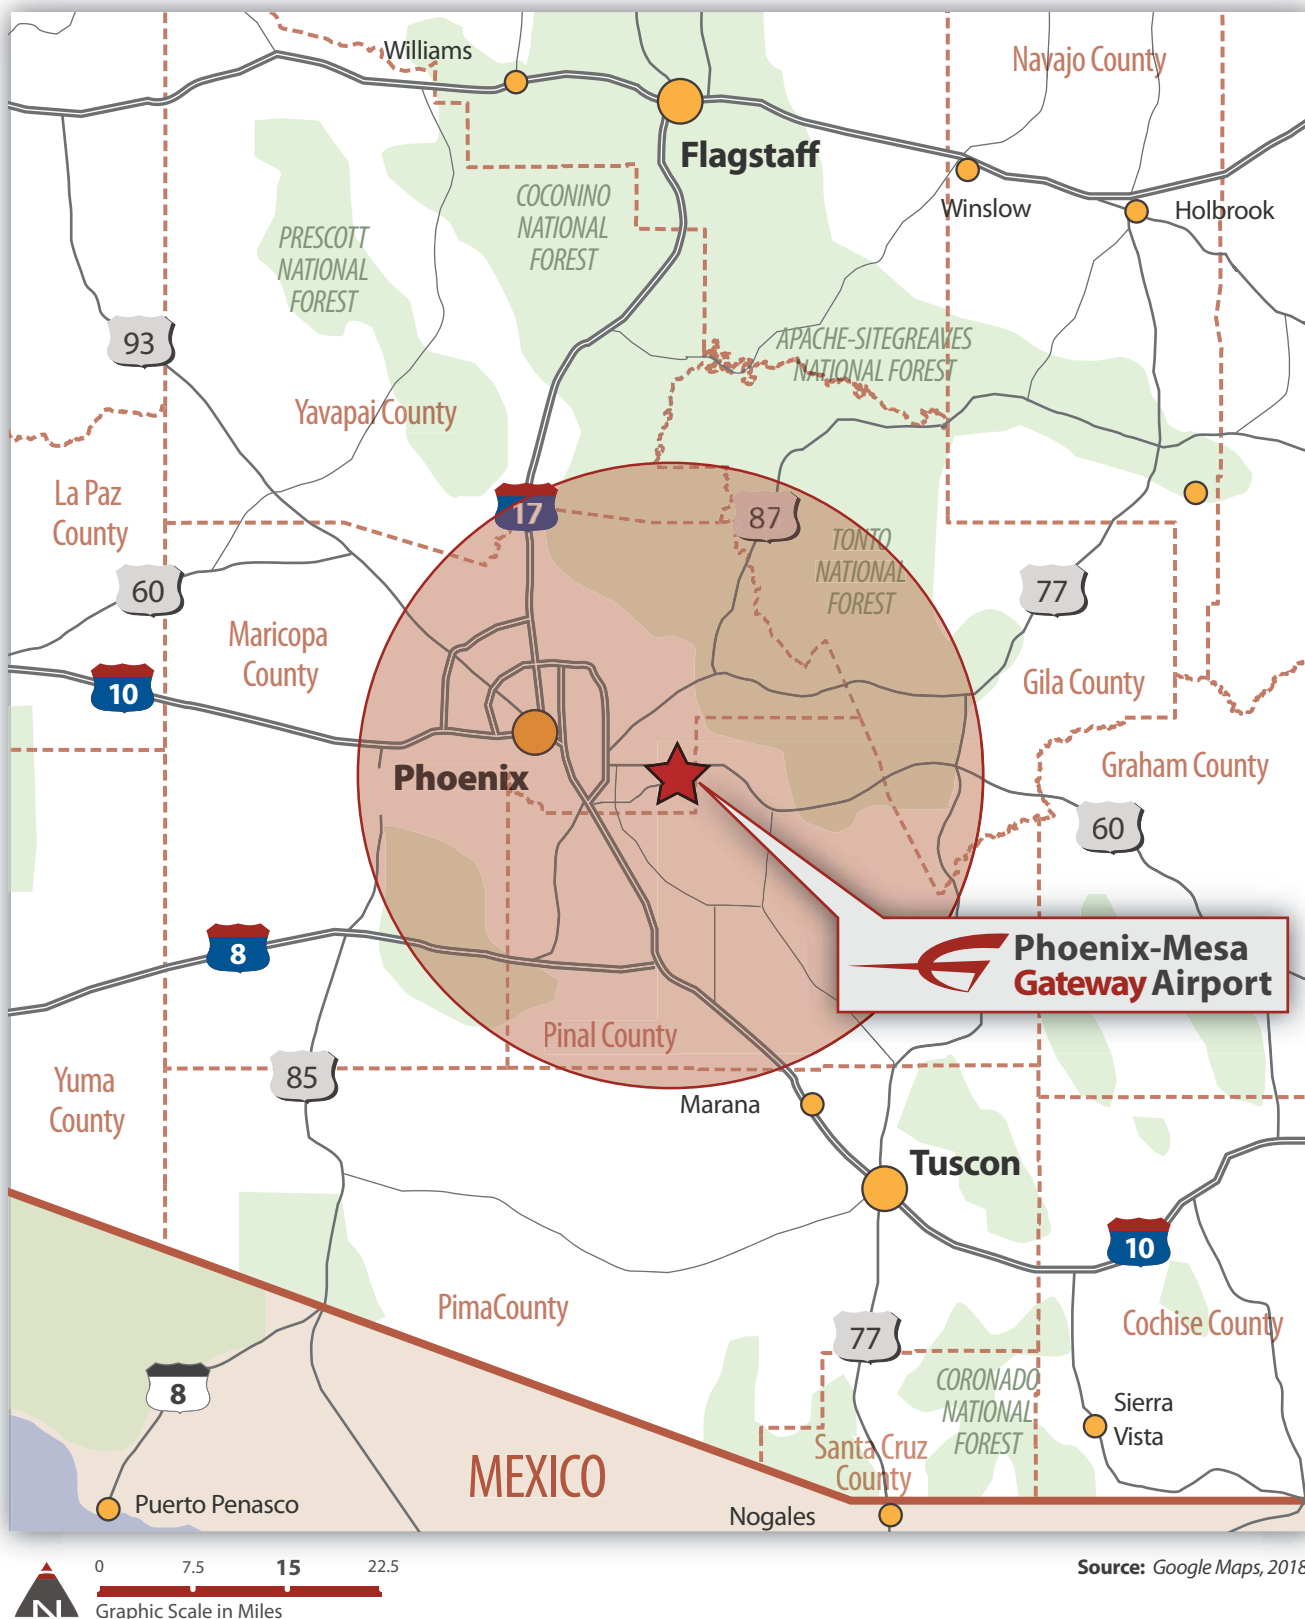 Williams
Navajo County
Flagstaff
COCONINO
NATIONAL
FOREST
Winslow
Holbrook
PRESCOTT
NATIONAL
FOREST
93
APACHE-SITEGREAVES
NATIONAL FOREST
Yavapai County
La Paz
County
17
87
TONTO
NATIONAL
FOREST
60
77
Maricopa
County
10
Gila County
Phoenix
Graham County
60
8
Phoenix-Mesa
Gateway Airport
Pinal County
85
Yuma
County
Marana
Tuscon
10
PimaCounty
77
Cochise County
8
CORONADO
NATIONAL
FOREST
Sierra
Vista
Santa Cruz
County
MEXICO
Puerto Penasco
Nogales
0 7.5 15 22.5
Source: Google Maps, 2018
N
Graphic Scale in Miles